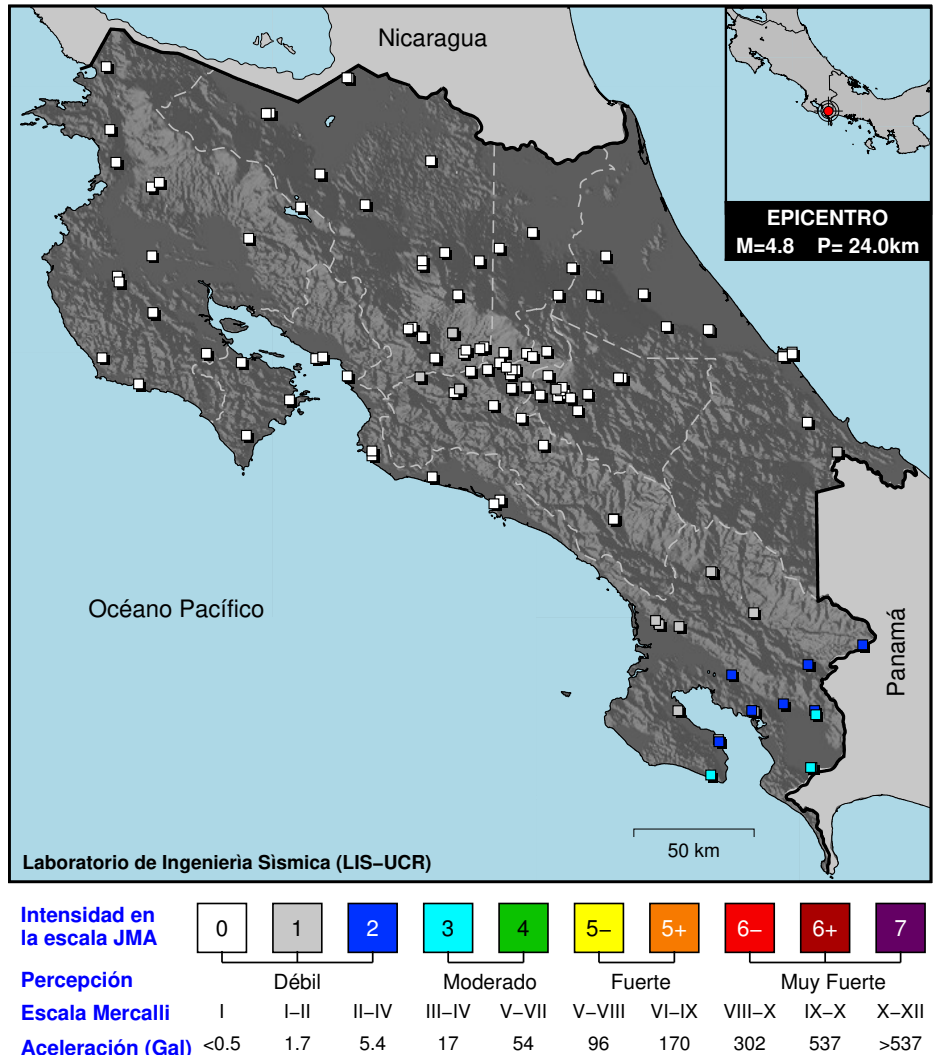 Nicaragua
EPICENTRO
M=4.8 P= 24.0km
Océano Pacífico
Panamá
50 km
Laboratorio de Ingenierìa Sìsmica (LIS−UCR)
Intensidad en
la escala JMA
0 1 2 3 4 5− 5+ 6− 6+ 7
Percepción Débil Moderado Fuerte Muy Fuerte
Escala Mercalli I I−II II−IV III−IV V−VII V−VIII VI−IX VIII−X IX−X X−XII
Aceleración (Gal) <0.5 1.7 5.4 17 54 96 170 302 537 >537